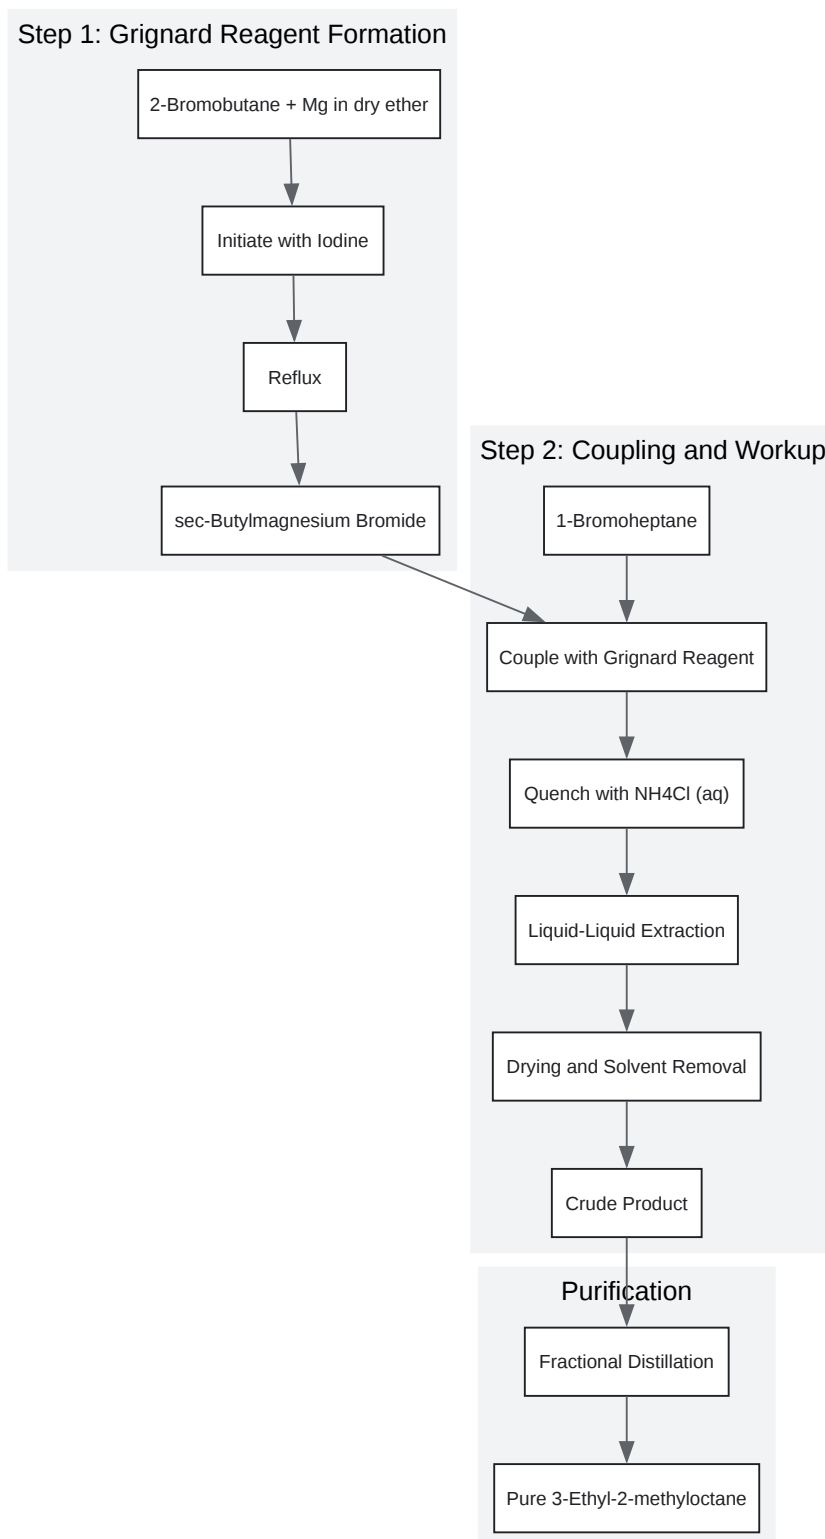 Step 1: Grignard Reagent Formation
2-Bromobutane + Mg in dry ether
Initiate with Iodine
Reflux
sec-Butylmagnesium Bromide
Step 2: Coupling and Workup
1-Bromoheptane
Couple with Grignard Reagent
Quench with NH4Cl (aq)
Liquid-Liquid Extraction
Drying and Solvent Removal
Crude Product
Purification
Fractional Distillation
Pure 3-Ethyl-2-methyloctane